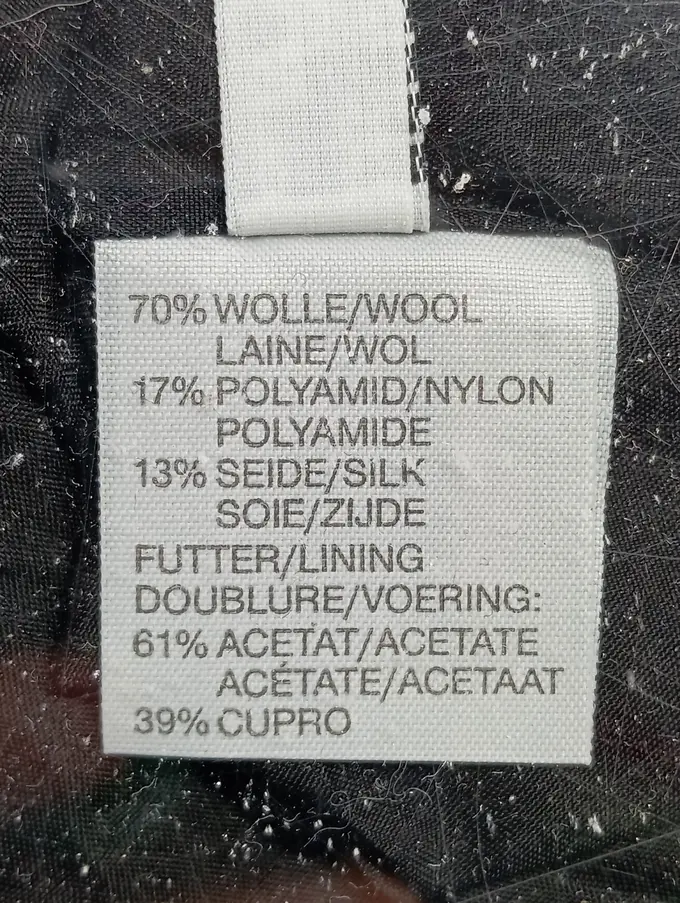 70% WOLLE/WOOL
LAINE/WOL
17% POLYAMID/NYLON
POLYAMIDE
13% SEIDE/SILK
SOIE/ZIJDE
FUTTER/LINING
DOUBLURE/VOERING:
61% ACETAT/ACETATE
ACÉTATE/ACETAAT
39% CUPRO